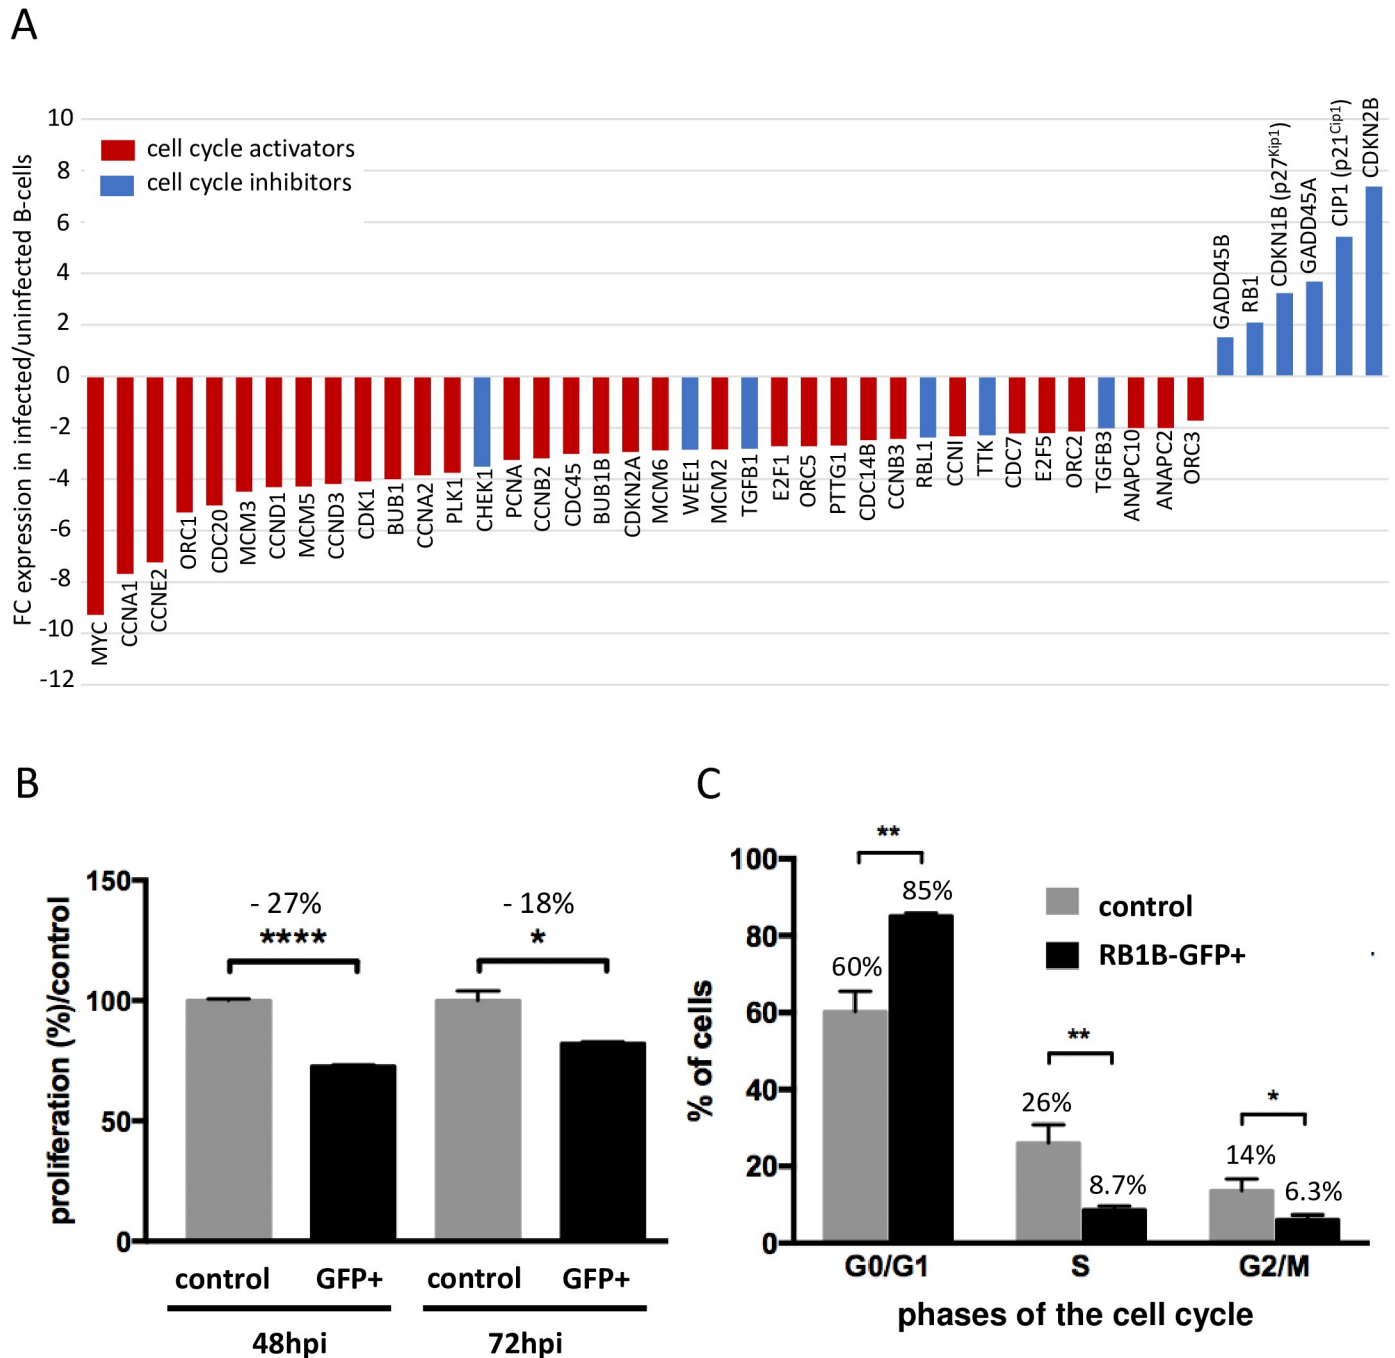 A
FC expression in infected/uninfected B-cells
10
8
6
4
2
0
-2
-4
-6
-8
-10
-12
cell cycle activators
cell cycle inhibitors
MYC
CCNA1
CCNE2
ORC1
CDC20
MCM3
CCND1
MCM5
CCND3
CDK1
BUB1
CCNA2
PLK1
CHEK1
PCNA
CCNB2
CDC45
BUB1B
CDKN2A
MCM6
WEE1
MCM2
TGFB1
E2F1
ORC5
PTTG1
CDC14B
CCNB3
RBL1
CCNI
TTK
CDC7
E2F5
ORC2
TGFB3
ANAPC10
ANAPC2
ORC3
GADD45B
RB1
CDKN1B (p27Kip1)
GADD45A
CIP1 (p21Cip1)
CDKN2B
B
proliferation (%)/control
150
100
50
0
- 27%
****
- 18%
*
control GFP+ control GFP+
48hpi 72hpi
C
% of cells
100
80
60
40
20
0
**
85%
60%
control
RB1B-GFP+
**
26%
8.7%
*
14%
6.3%
G0/G1 S G2/M
phases of the cell cycle